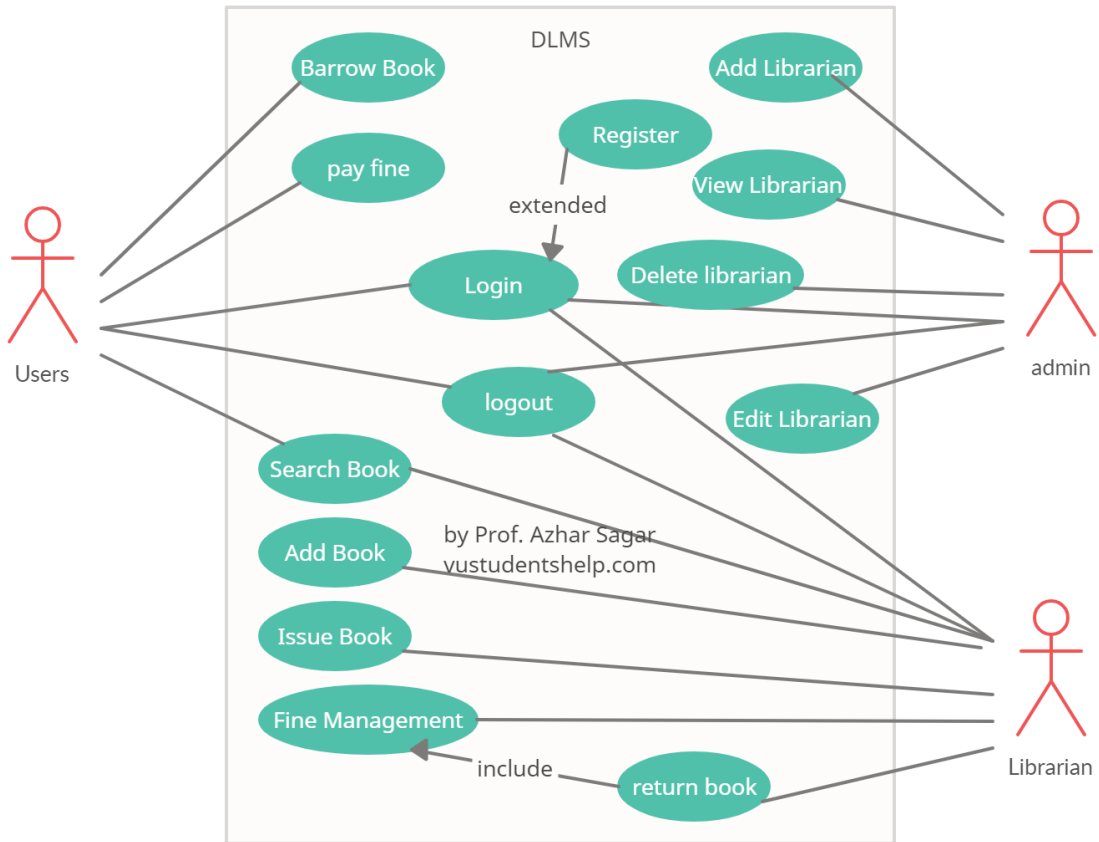 DLMS
Barrow Book
Add Librarian
Register
pay fine
View Librarian
extended
Delete librarian
Login
Users
admin
logout
Edit Librarian
Search Book
by Prof. Azhar Sagar
vustudentshelp.com
Add Book
Issue Book
Fine Management
Librarian
include
return book